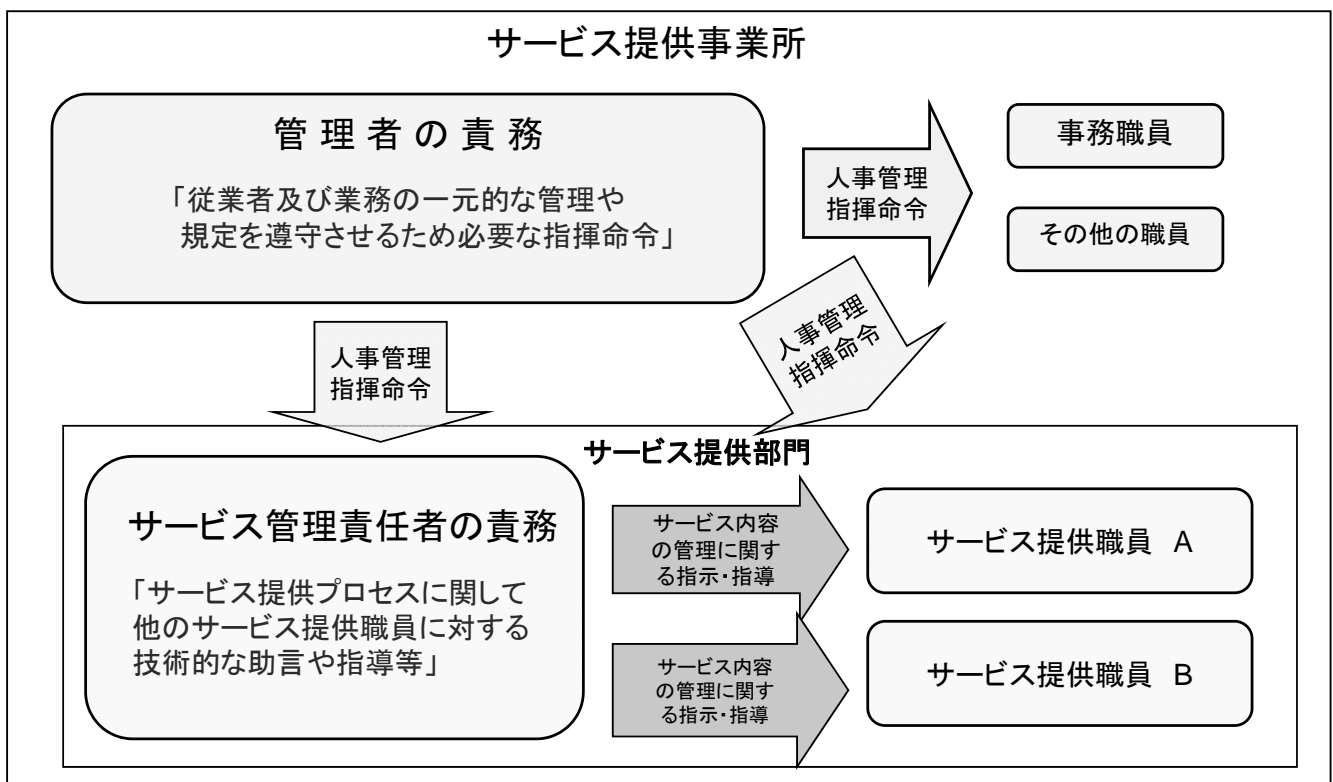 サービス提供事業所
管 理 者 の 責 務
「従業者及び業務の一元的な管理や
規定を遵守させるため必要な指揮命令」
人事管理
指揮命令
事務職員
その他の職員
人事管理
指揮命令
人事管理
指揮命令
サービス提供部門
サービス管理責任者の責務
「サービス提供プロセスに関して
他のサービス提供職員に対する
技術的な助言や指導等」
サービス内容
の管理に関す
る指示・指導
サービス提供職員 A
サービス内容
の管理に関す
る指示・指導
サービス提供職員 B